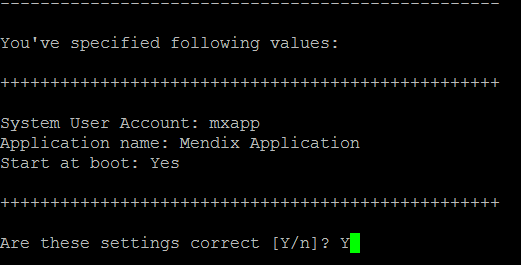 --------------------------------------------------
You've specified following values:
++++++++++++++++++++++++++++++++++++++++++++++++++
System User Account: mxapp
Application name: Mendix Application
Start at boot: Yes
++++++++++++++++++++++++++++++++++++++++++++++++++
Are these settings correct [Y/n]? Y